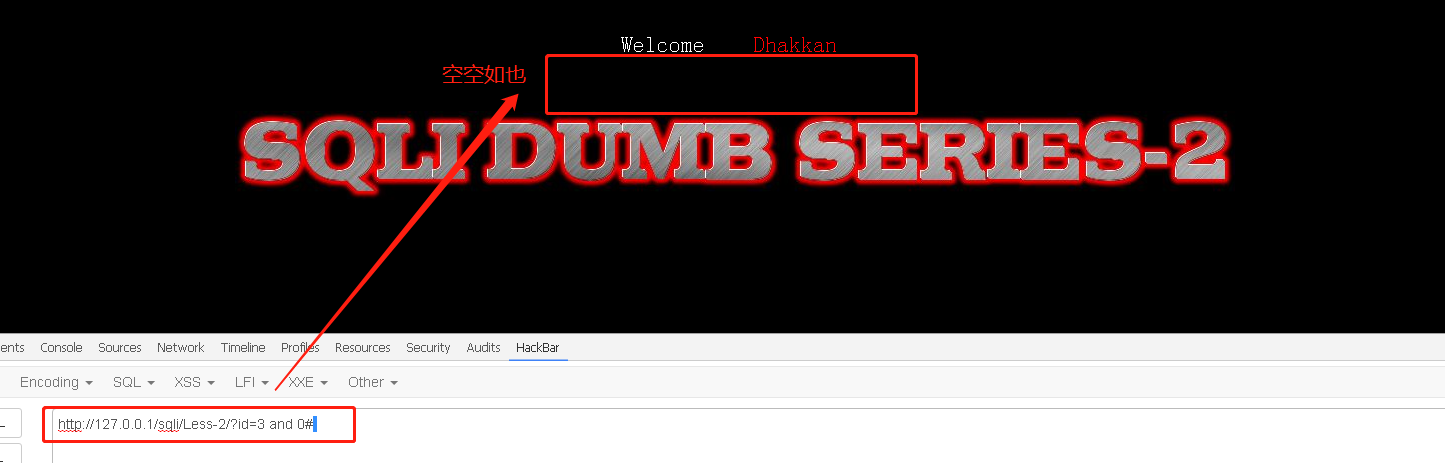 Welcome Dhakkan
空空如也
SQLI DUMB SERIES-2
ents Console Sources Network Timeline Profiles Resources Security Audits HackBar
Encoding SQL XSS LFI XXE Other
http://127.0.0.1/sqli/Less-2/?id=3 and 0#